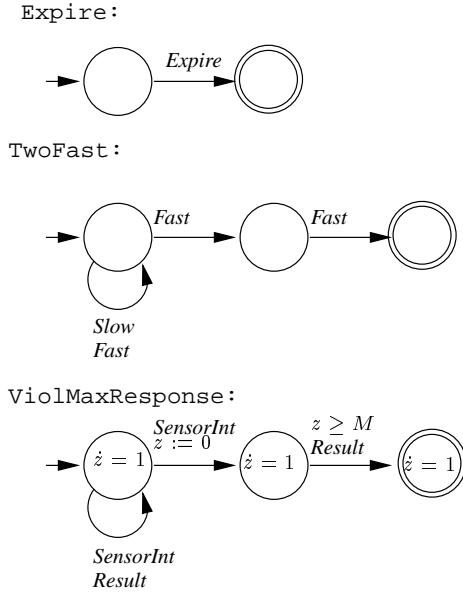 Expire:
Expire
TwoFast:
Fast
Fast
Slow
Fast
ViolMaxResponse:
SensorInt
z := 0
z ≥ M
Result
ż = 1
ż = 1
ż = 1
SensorInt
Result